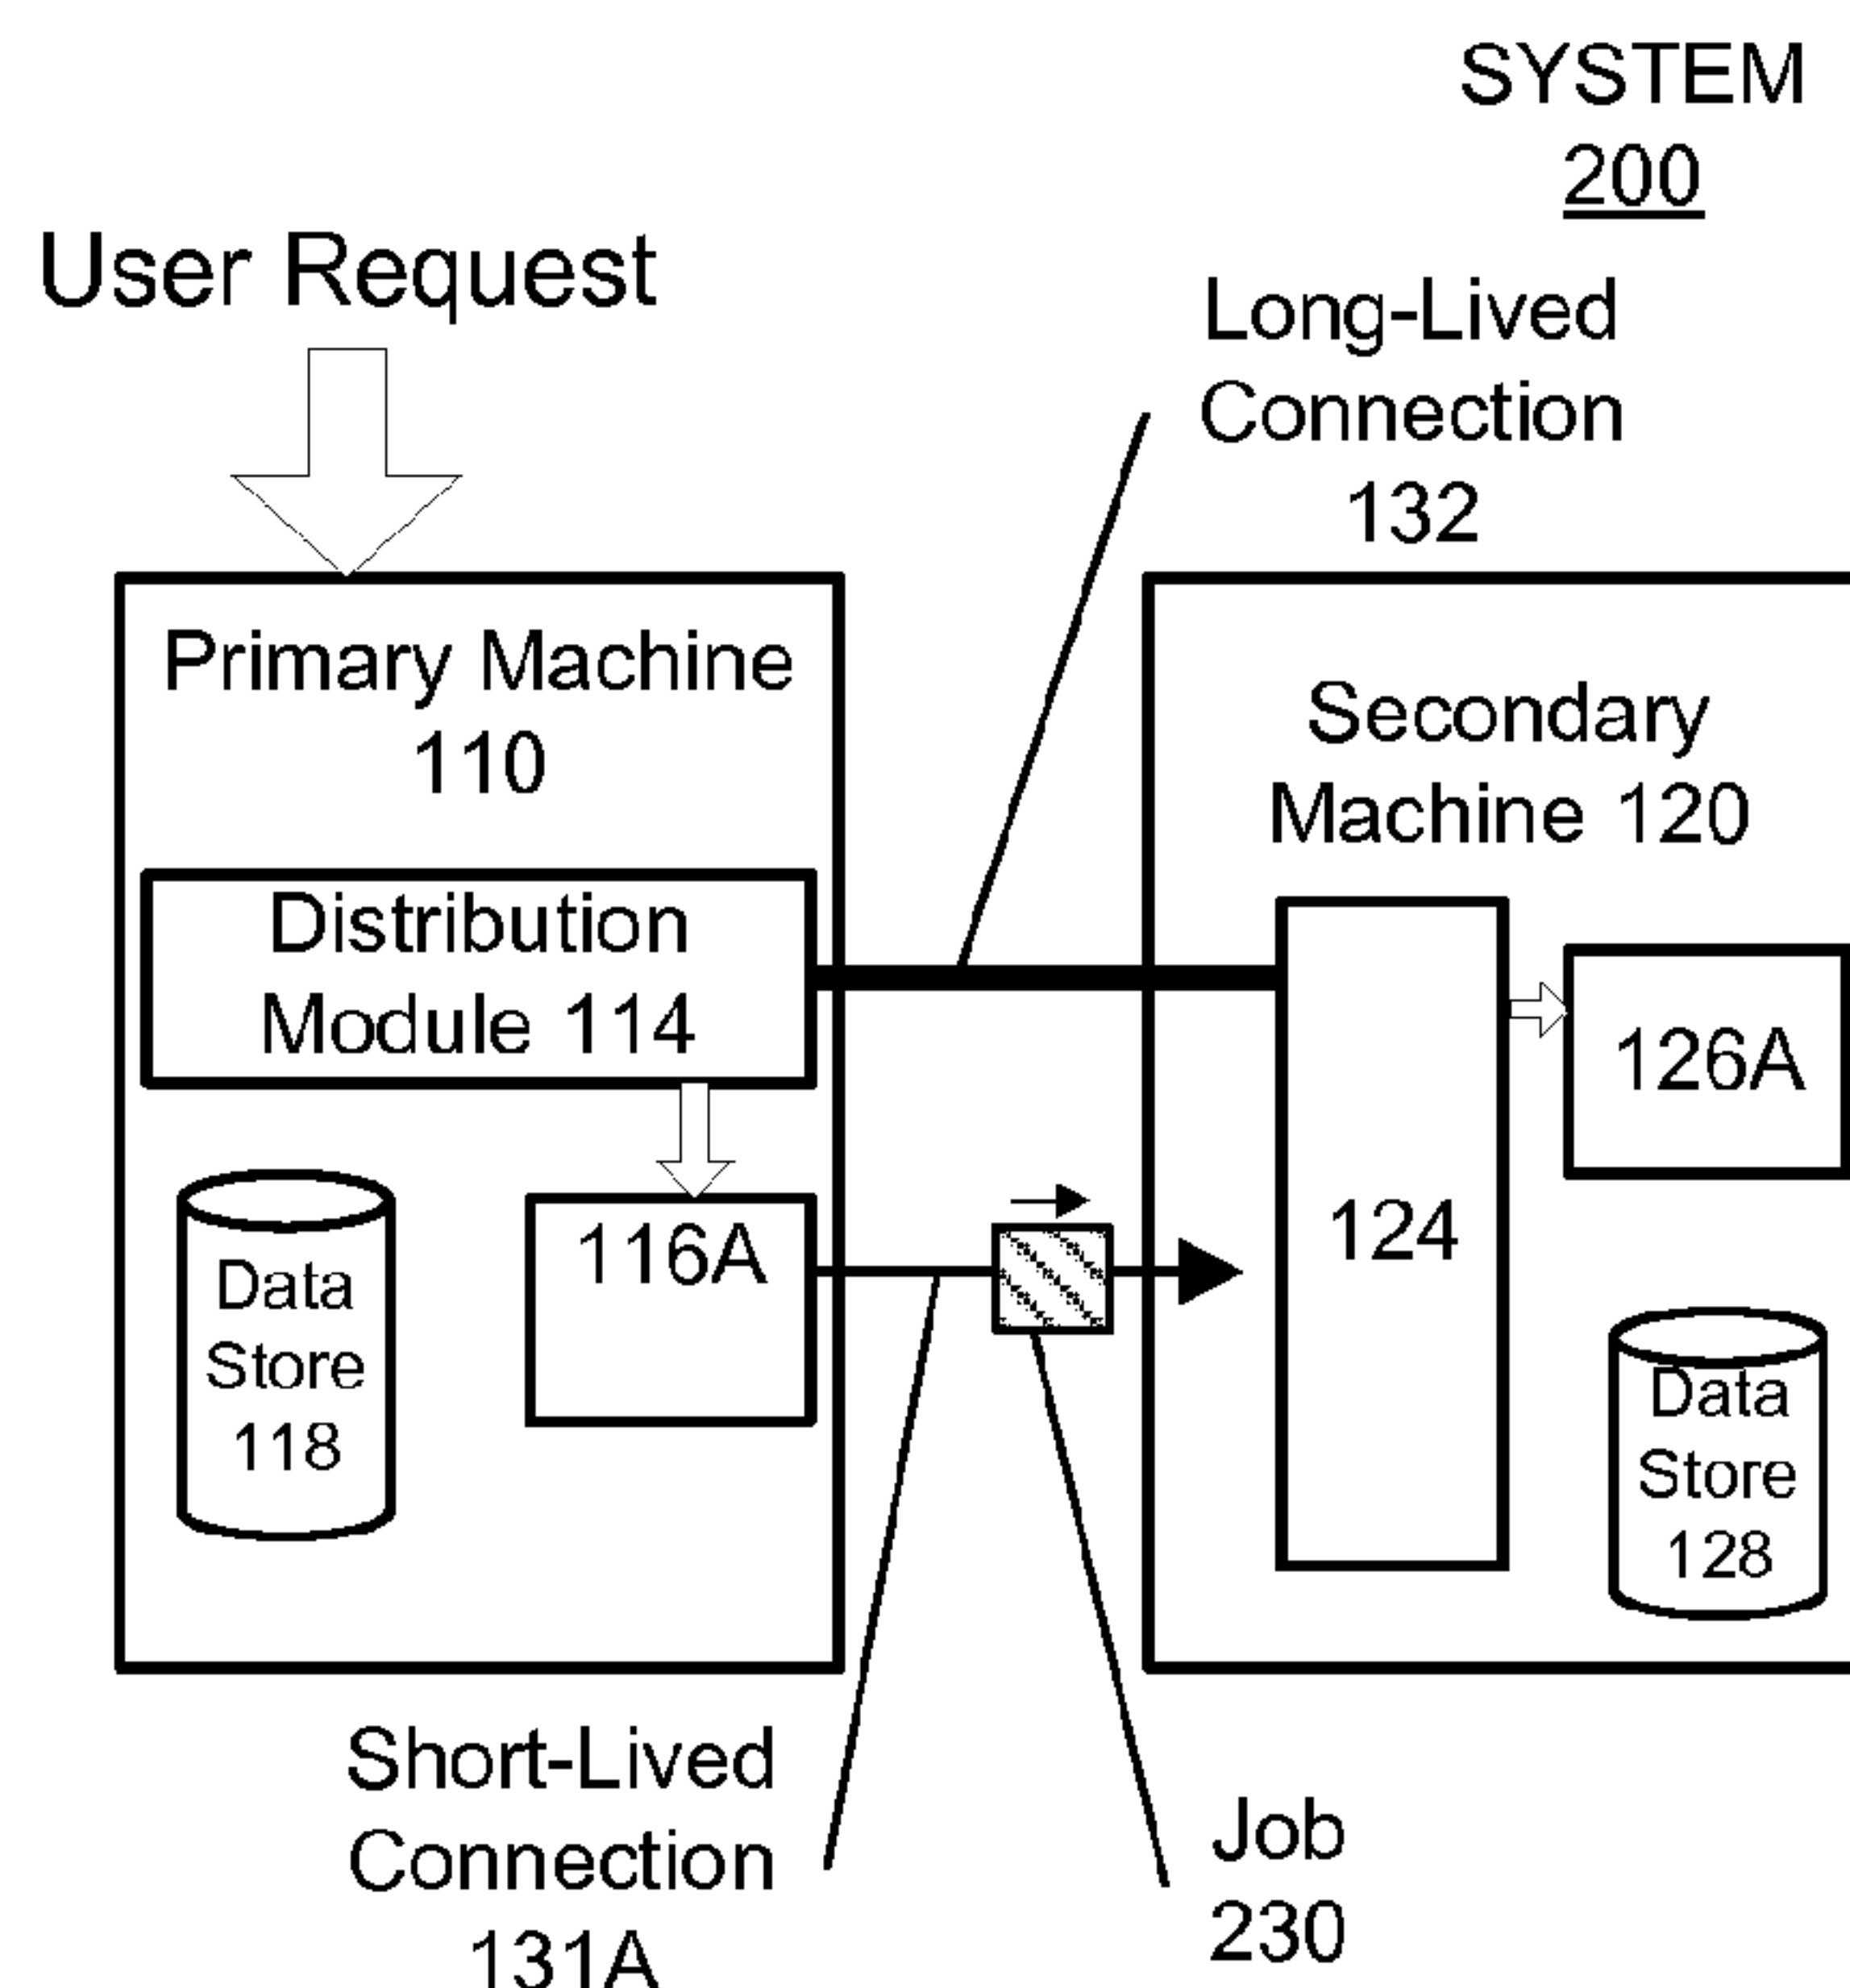 SYSTEM
200
User Request
Long-Lived
Connection
132
Primary Machine
110
Secondary
Machine 120
Distribution
Module 114
126A
116A
124
Data
Store
118
Data
Store
128
Short-Lived
Connection
131A
Job
230